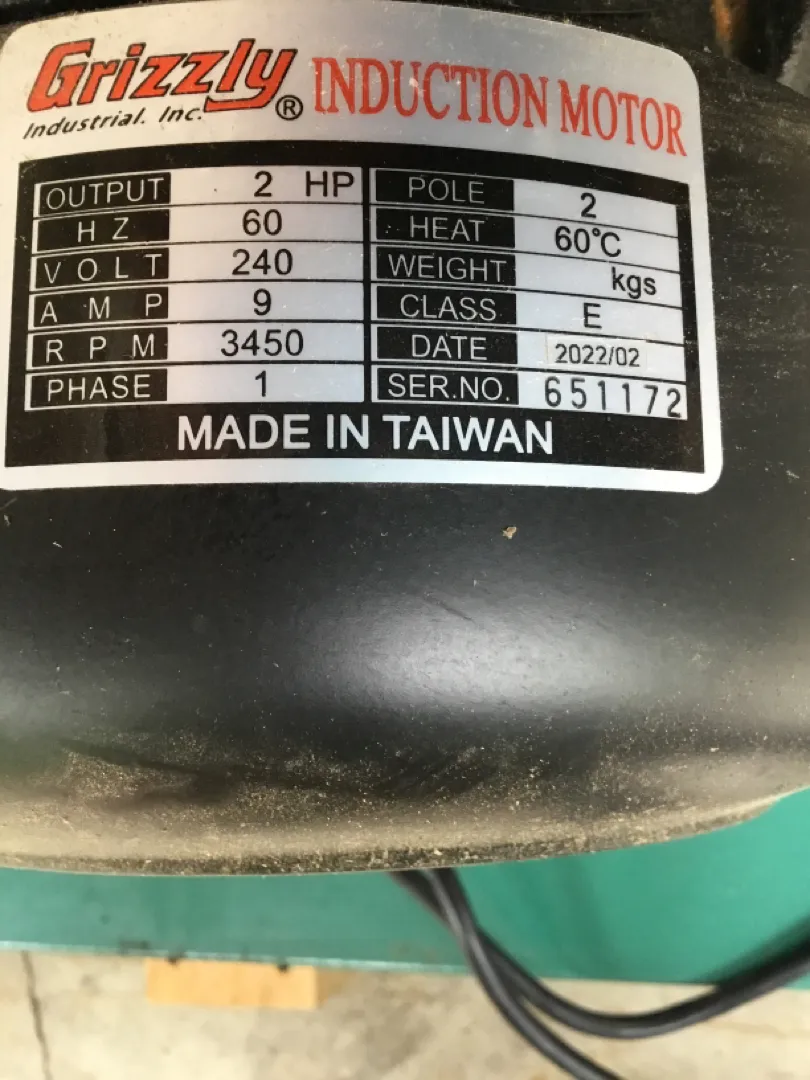 Grizzly ® INDUCTION MOTOR
Industrial. Inc.
OUTPUT 2 HP POLE 2
HZ 60 HEAT 60°C
VOLT 240 WEIGHT kgs
AMP 9 CLASS E
RPM 3450 DATE 2022/02
PHASE 1 SER.NO. 651172
MADE IN TAIWAN